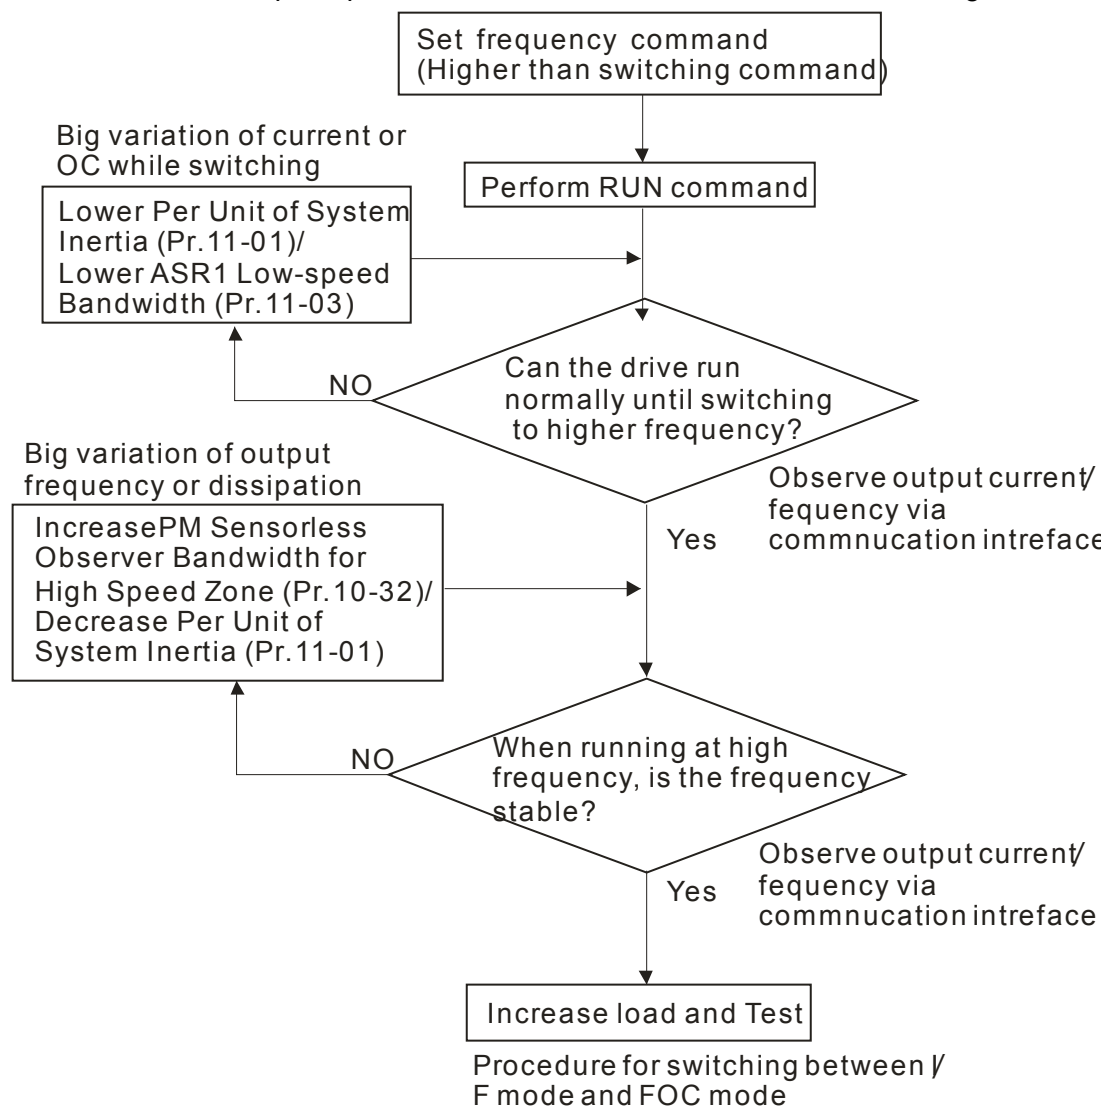 Set frequency command
(Higher than switching command)
Big variation of current or
OC while switching
Perform RUN command
Lower Per Unit of System
Inertia (Pr.11-01)/
Lower ASR1 Low-speed
Bandwidth (Pr.11-03)
Can the drive run
normally until switching
to higher frequency?
NO
Big variation of output
frequency or dissipation
Observe output current/
fequency via
commnucation intreface
Yes
IncreasePM Sensorless
Observer Bandwidth for
High Speed Zone (Pr.10-32)/
Decrease Per Unit of
System Inertia (Pr.11-01)
When running at high
frequency, is the frequency
stable?
NO
Observe output current/
fequency via
commnucation intreface
Yes
Increase load and Test
Procedure for switching between I/
F mode and FOC mode